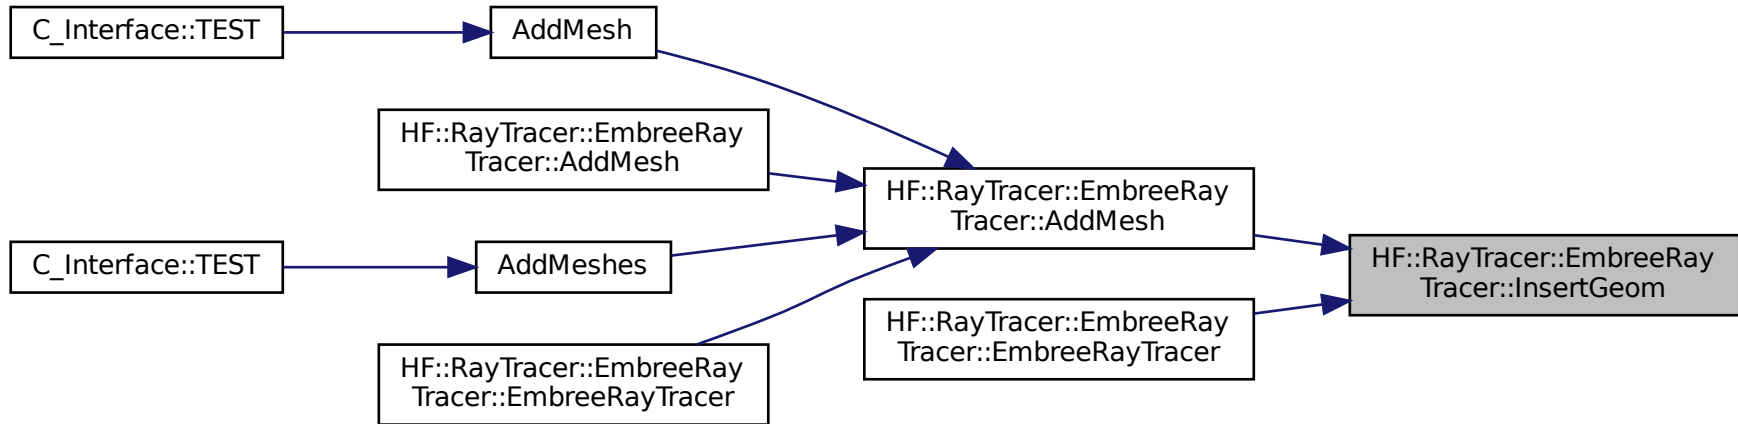 C_Interface::TEST
AddMesh
HF::RayTracer::EmbreeRay
Tracer::AddMesh
HF::RayTracer::EmbreeRay
Tracer::AddMesh
C_Interface::TEST
AddMeshes
HF::RayTracer::EmbreeRay
Tracer::InsertGeom
HF::RayTracer::EmbreeRay
Tracer::EmbreeRayTracer
HF::RayTracer::EmbreeRay
Tracer::EmbreeRayTracer